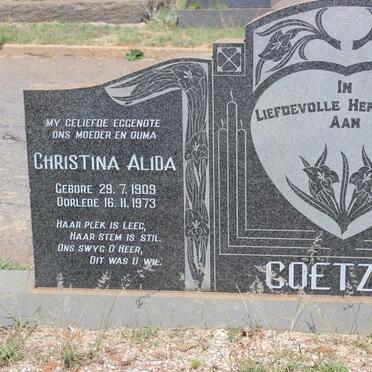 MY GELIEFDE EGGENOTE
ONS MOEDER EN OUMA
CHRISTINA ALIDA
GEBORE 29.7.1909
OORLEDE 16.11.1973
HAAR PLEK IS LEEG,
HAAR STEM IS STIL.
ONS SWYG O HEER,
DIT WAS U WIL.
IN
LIEFDEVOLLE HER
AAN
GOETZ